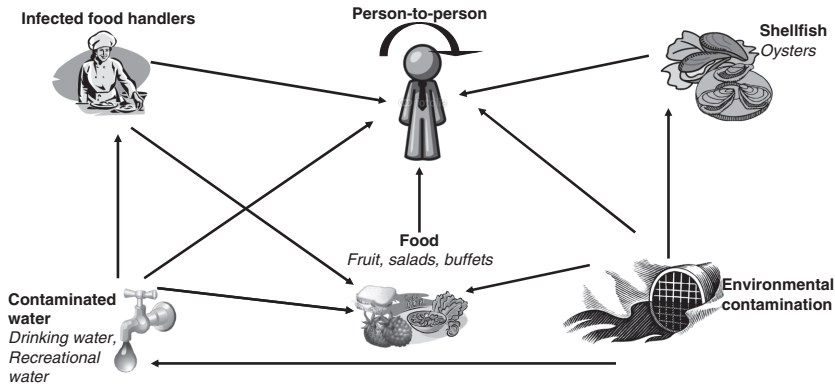 Infected food handlers
Person-to-person
Shellfish
Oysters
Food
Fruit, salads, buffets
Contaminated
water
Drinking water,
Recreational
water
Environmental
contamination